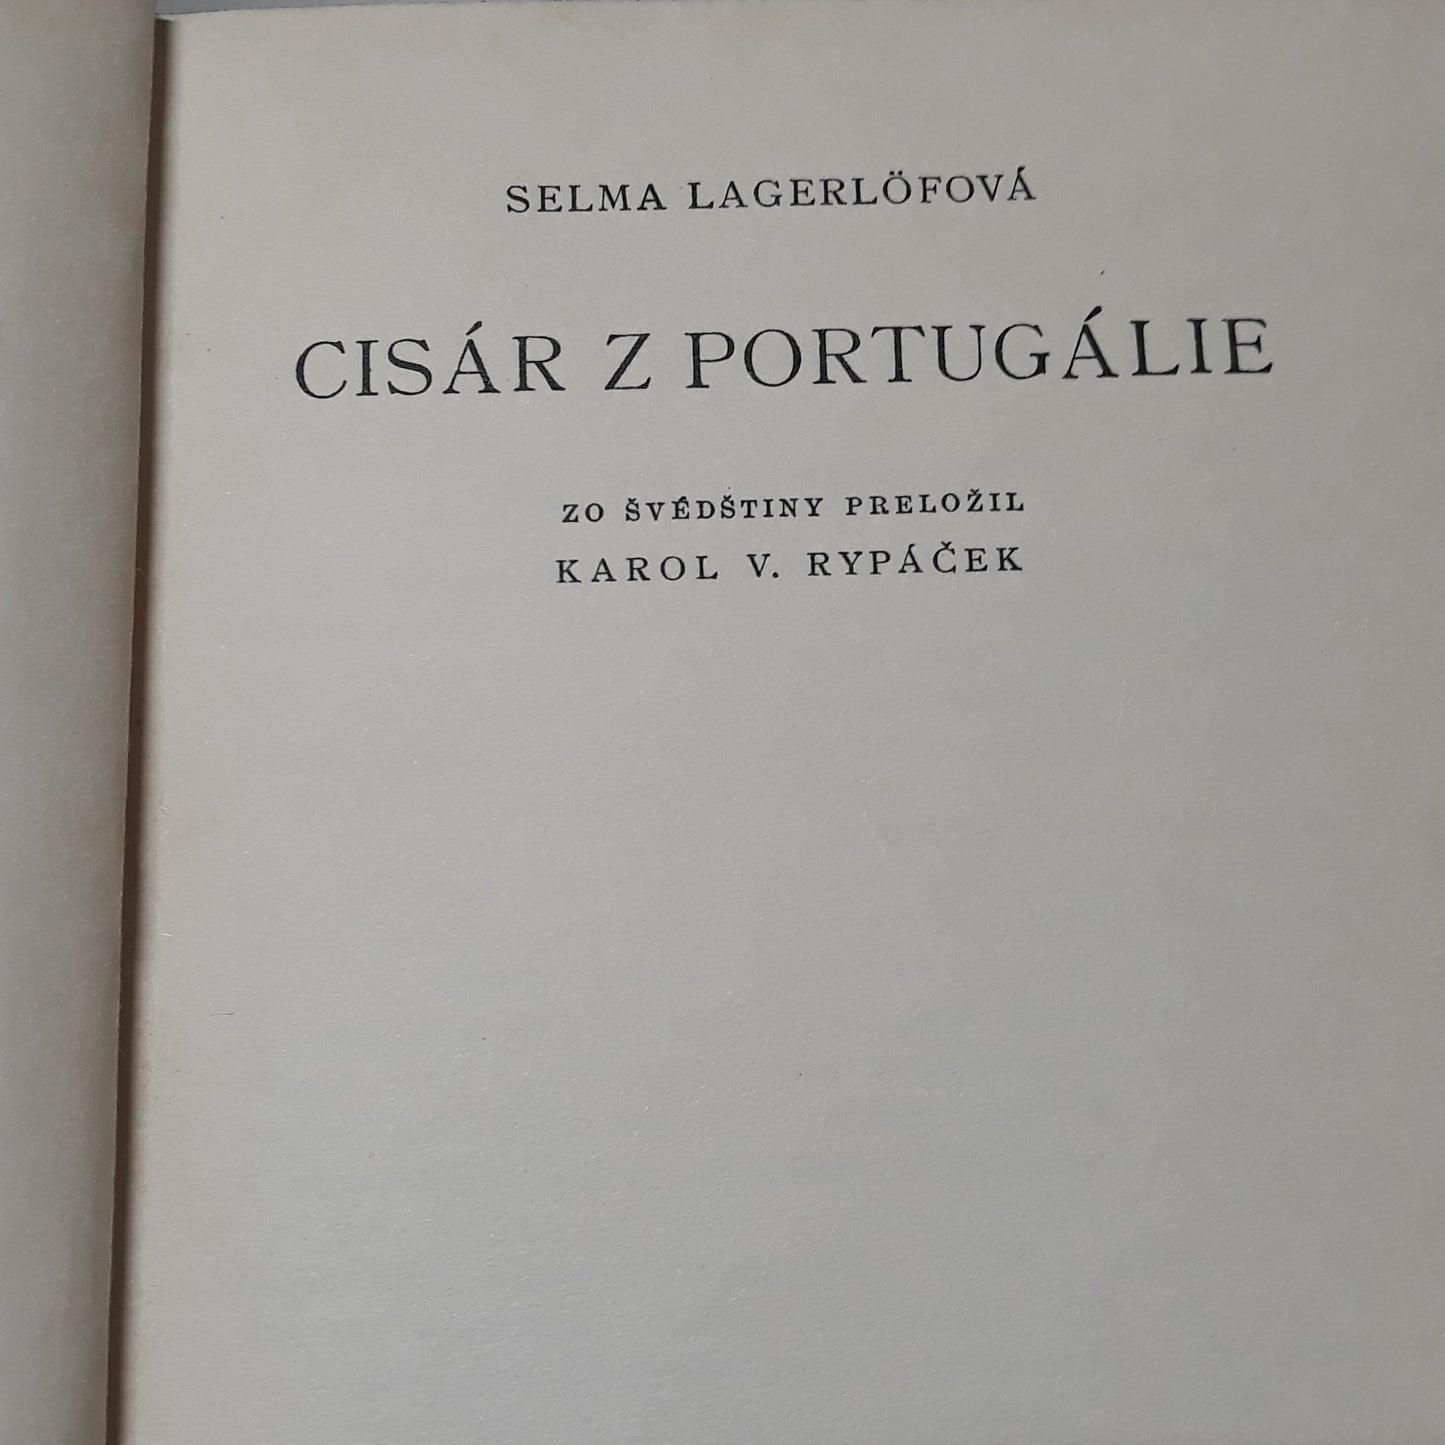 SELMA LAGERLÖFOVÁ
CISÁR Z PORTUGÁLIE
ZO ŠVÉDŠTINY PRELOŽIL
KAROL V. RYPÁČEK